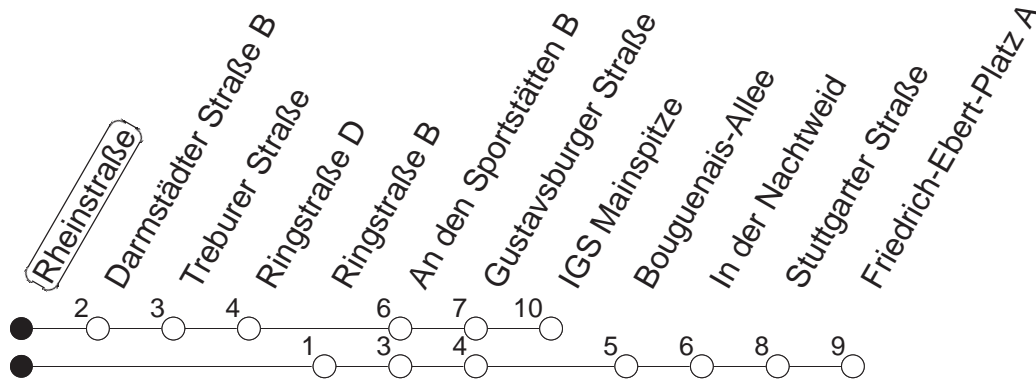 Rheinstraße
Darmstädter Straße B
Treburer Straße
Ringstraße D
Ringstraße B
An den Sportstätten B
Gustavsburger Straße
IGS Mainspitze
Bouguenais-Allee
In der Nachtweid
Stuttgarter Straße
Friedrich-Ebert-Platz A
2 3 4 6 7 10
1 3 4 5 6 8 9